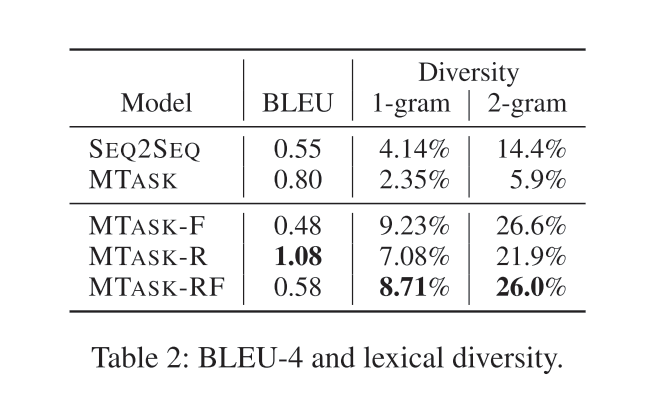 Diversity
Model BLEU 1-gram 2-gram
SEQ2SEQ 0.55 4.14% 14.4%
MTASK 0.80 2.35% 5.9%
MTASK-F 0.48 9.23% 26.6%
MTASK-R 1.08 7.08% 21.9%
MTASK-RF 0.58 8.71% 26.0%
Table 2: BLEU-4 and lexical diversity.